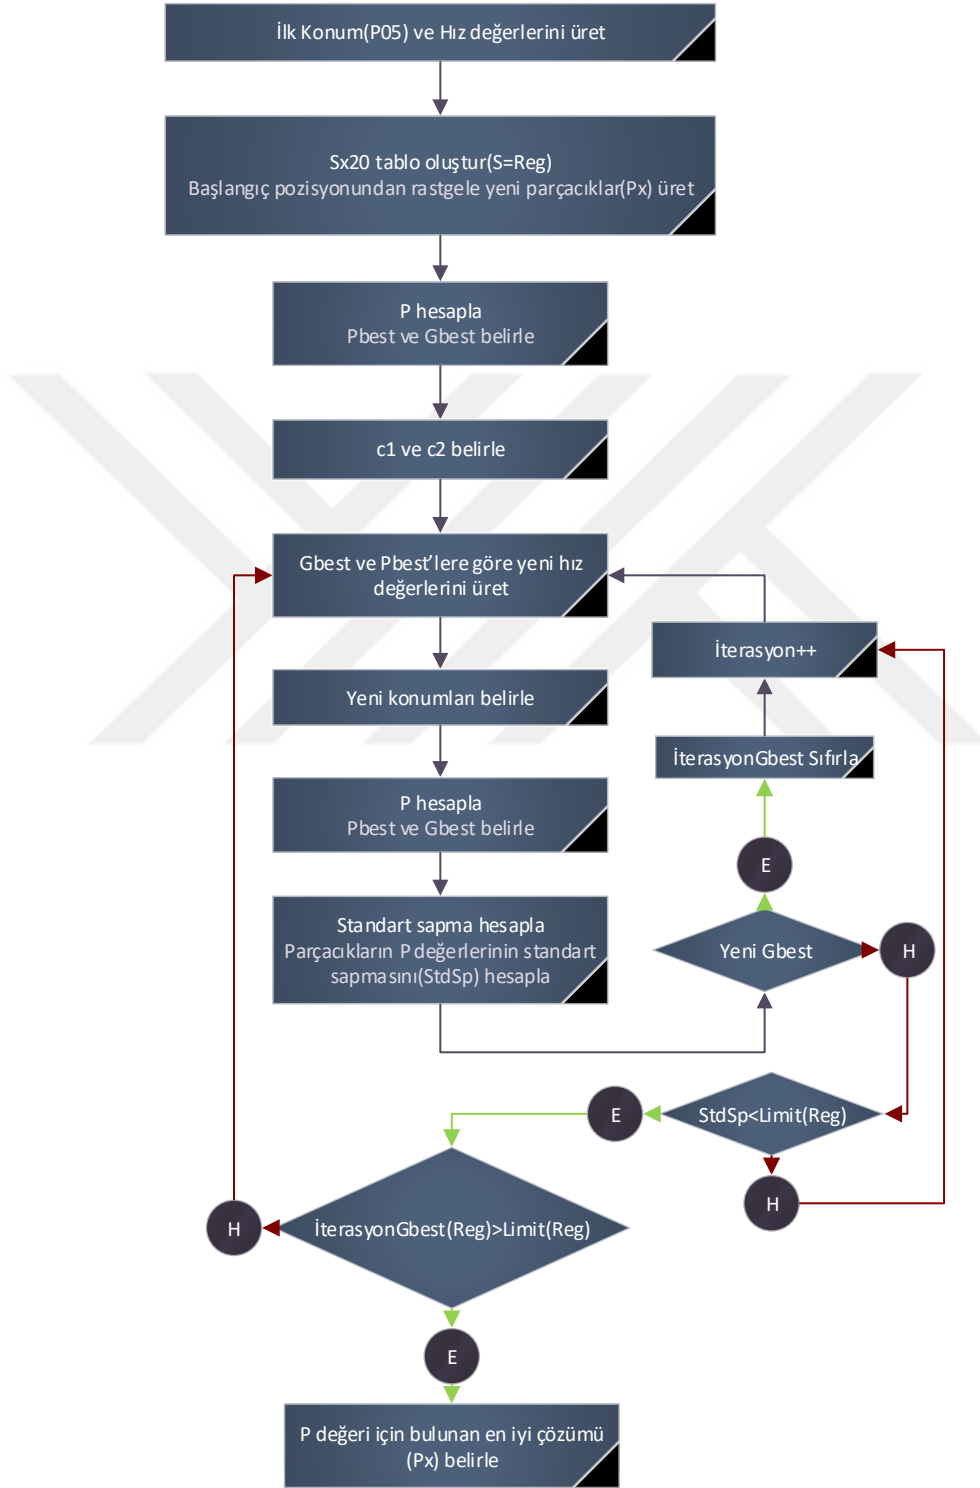 İlk Konum(P05) ve Hız değerlerini üret
Sx20 tablo oluştur(S=Reg)
Başlangıç pozisyonundan rastgele yeni parçacıklar(Px) üret
P hesapla
Pbest ve Gbest belirle
c1 ve c2 belirle
Gbest ve Pbest’lere göre yeni hız
değerlerini üret
İterasyon++
Yeni konumları belirle
İterasyonGbest Sıfırla
P hesapla
Pbest ve Gbest belirle
E
Standart sapma hesapla
Parçacıkların P değerlerinin standart
sapmasını(StdSp) hesapla
Yeni Gbest
H
StdSp<Limit(Reg)
E
H
İterasyonGbest(Reg)>Limit(Reg)
H
E
P değeri için bulunan en iyi çözümü
(Px) belirle